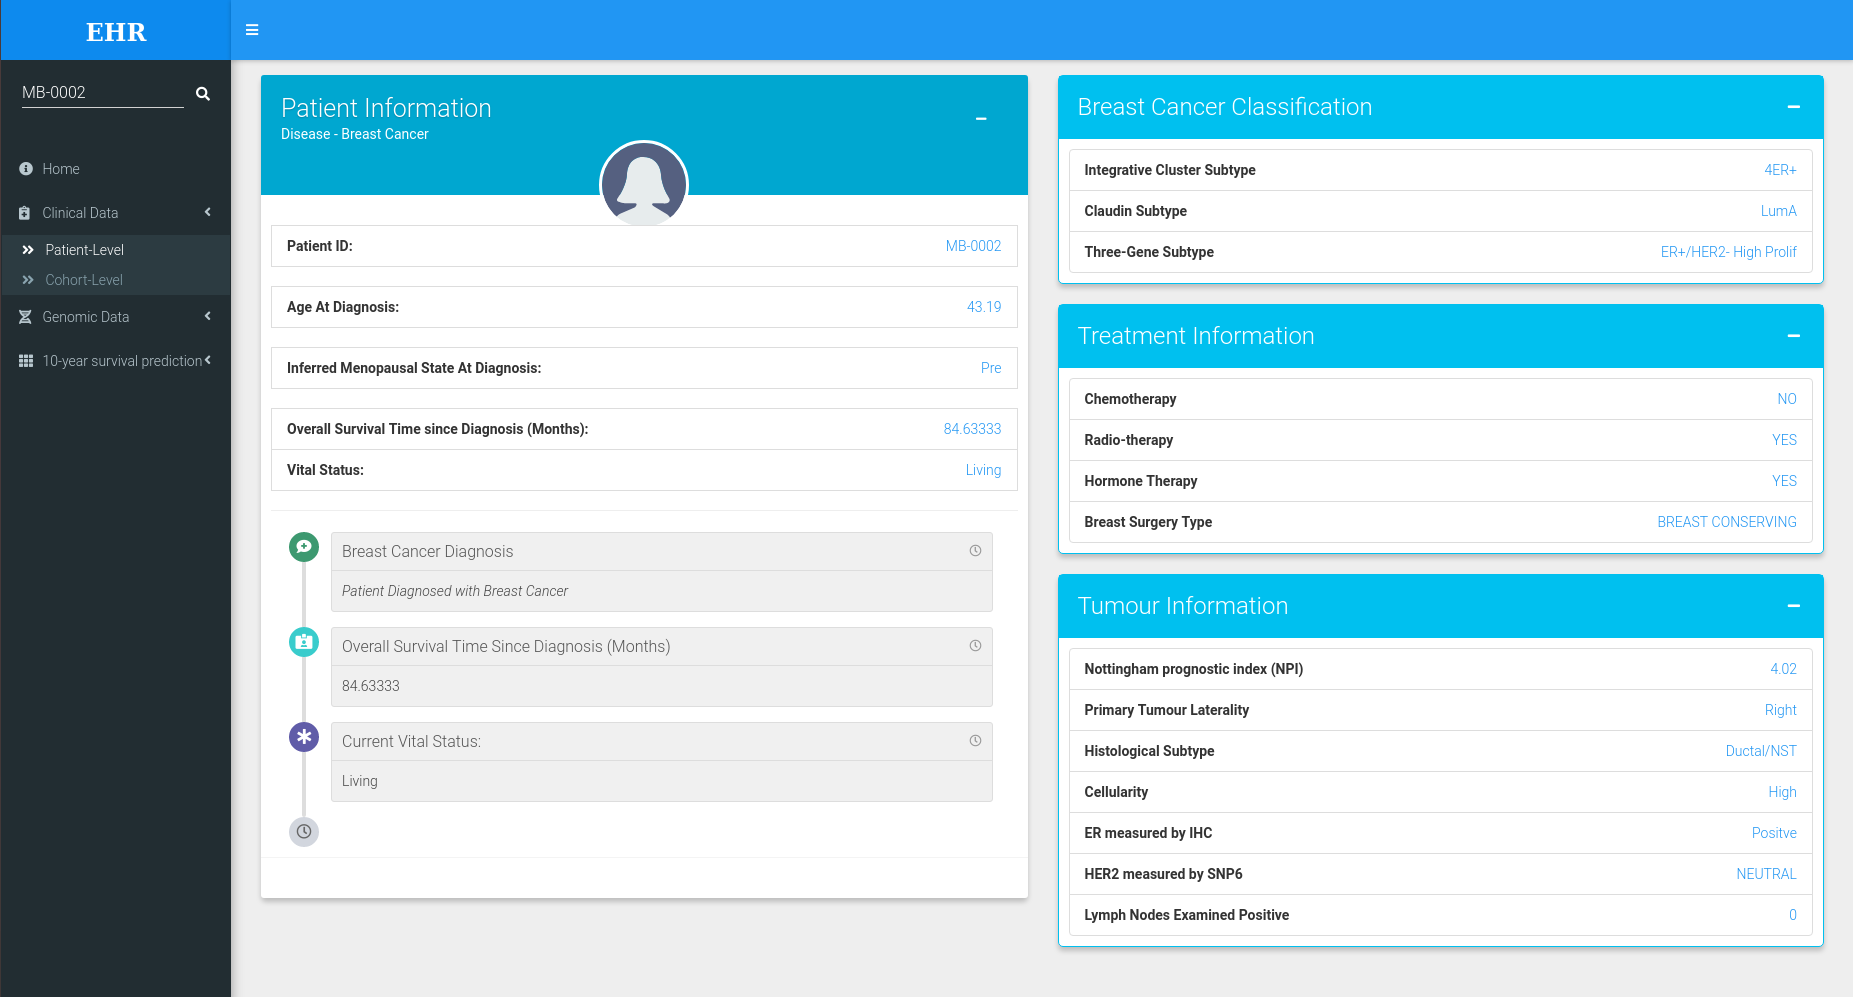 EHR
MB-0002
Home
Clinical Data
Patient-Level
Cohort-Level
Genomic Data
10-year survival prediction
Patient Information
Disease - Breast Cancer
Patient ID: MB-0002
Age At Diagnosis: 43.19
Inferred Menopausal State At Diagnosis: Pre
Overall Survival Time since Diagnosis (Months): 84.63333
Vital Status: Living
Breast Cancer Diagnosis
Patient Diagnosed with Breast Cancer
Overall Survival Time Since Diagnosis (Months)
84.63333
Current Vital Status:
Living
Breast Cancer Classification
Integrative Cluster Subtype 4ER+
Claudin Subtype LumA
Three-Gene Subtype ER+/HER2- High Prolif
Treatment Information
Chemotherapy NO
Radio-therapy YES
Hormone Therapy YES
Breast Surgery Type BREAST CONSERVING
Tumour Information
Nottingham prognostic index (NPI) 4.02
Primary Tumour Laterality Right
Histological Subtype Ductal/NST
Cellularity High
ER measured by IHC Positve
HER2 measured by SNP6 NEUTRAL
Lymph Nodes Examined Positive 0